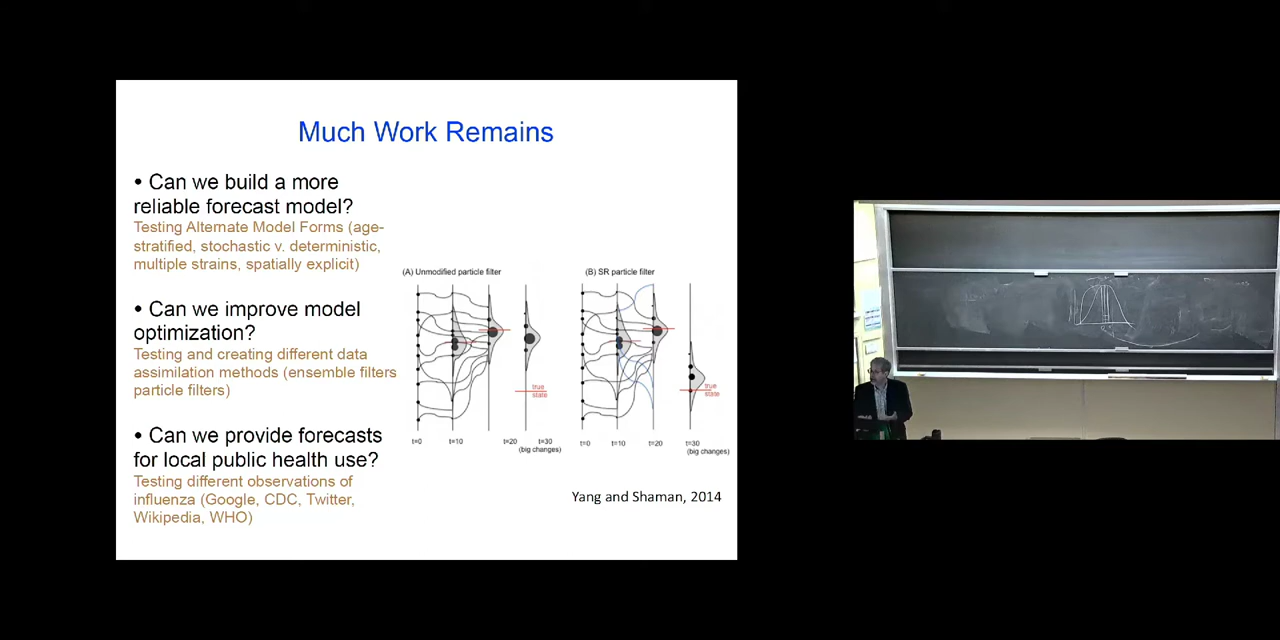 Much Work Remains
• Can we build a more
reliable forecast model?
Testing Alternate Model Forms (age-
stratified, stochastic v. deterministic,
multiple strains, spatially explicit)
• Can we improve model
optimization?
Testing and creating different data
assimilation methods (ensemble filters
particle filters)
• Can we provide forecasts
for local public health use?
Testing different observations of
influenza (Google, CDC, Twitter,
Wikipedia, WHO)
(A) Unmodified particle filter
true
state
t=0 t=10 t=20 t=30
(big changes)
(B) SR particle filter
true
state
t=0 t=10 t=20 t=30
(big changes)
Yang and Shaman, 2014